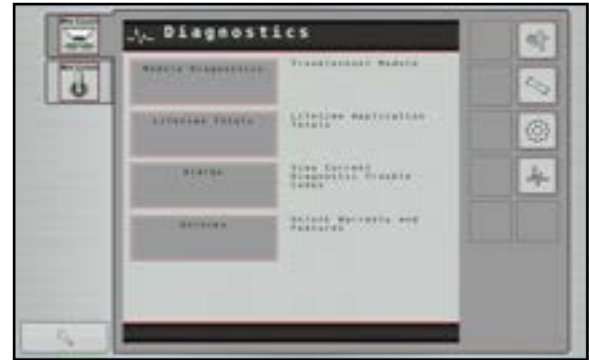 Diagnostics
Module Diagnostics
Troubleshoot Module
Lifetime Totals
Lifetime Application
Totals
Alarms
View Current
Diagnostic Trouble
Codes
Unlocks
Unlock Warranty and
Features